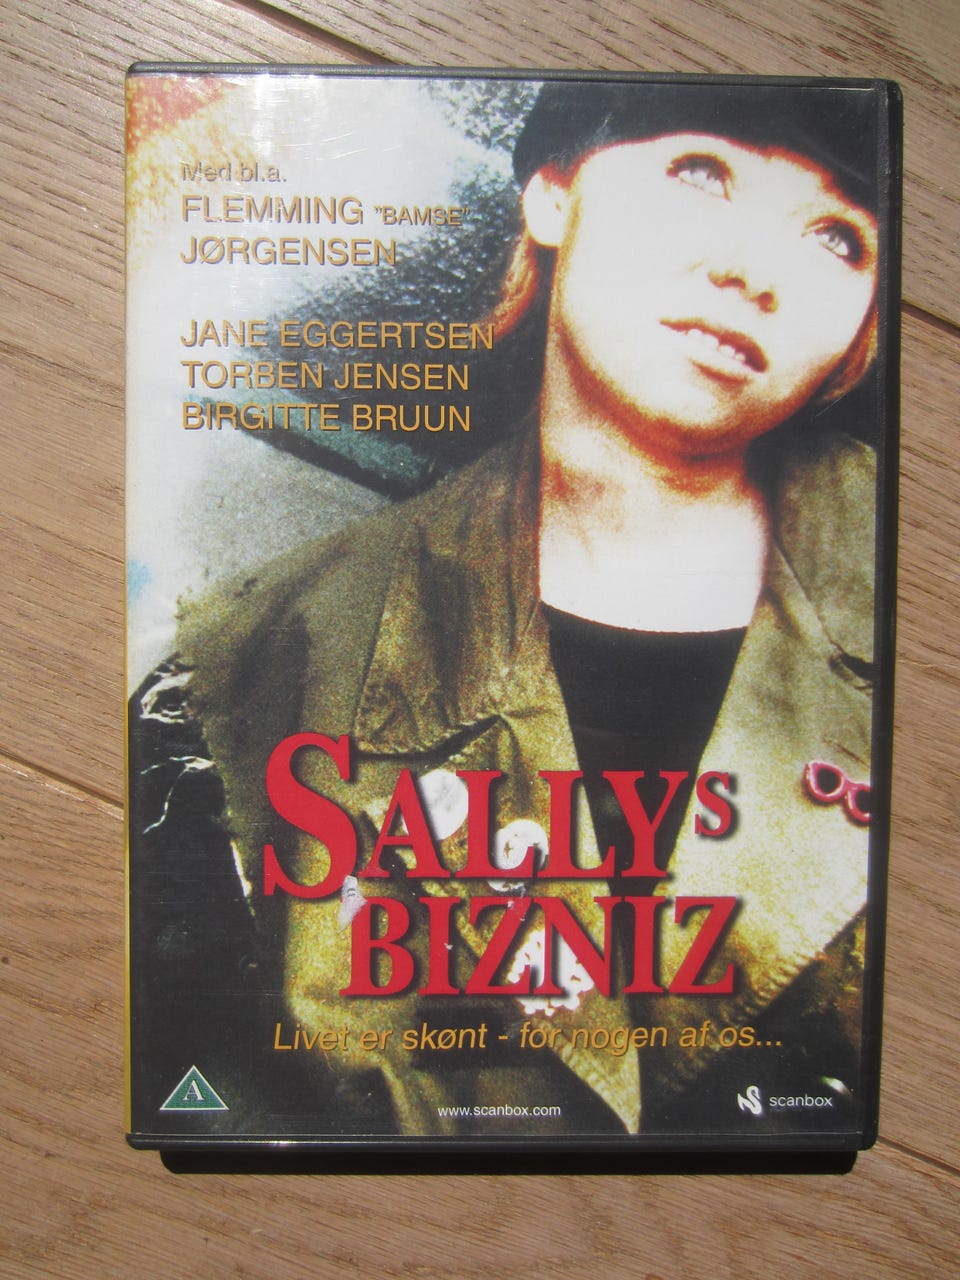 Med bl.a.
FLEMMING "BAMSE"
JØRGENSEN
JANE EGGERTSEN
TORBEN JENSEN
BIRGITTE BRUUN
SALLYS
BIZNIZ
Livet er skønt - for nogen af os...
A
www.scanbox.com
scanbox